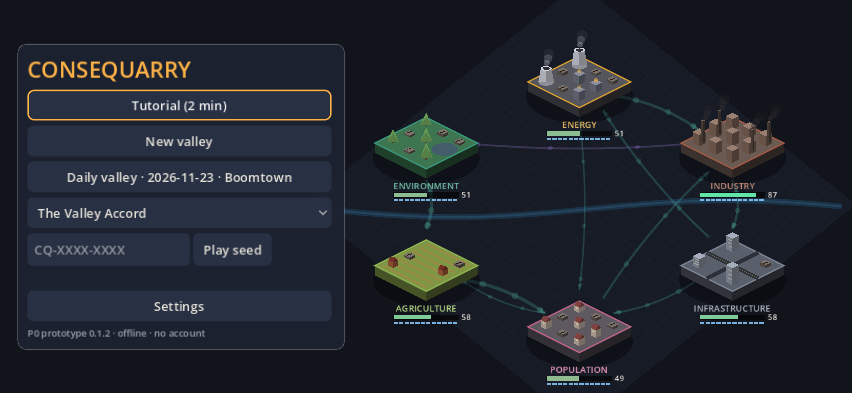 CONSEQUARRY
Tutorial (2 min)
New valley
Daily valley · 2026-11-23 · Boomtown
The Valley Accord
CQ-XXXX-XXXX
Play seed
Settings
P0 prototype 0.1.2 · offline · no account
ENERGY
51
ENVIRONMENT
51
INDUSTRY
87
AGRICULTURE
58
INFRASTRUCTURE
58
POPULATION
49